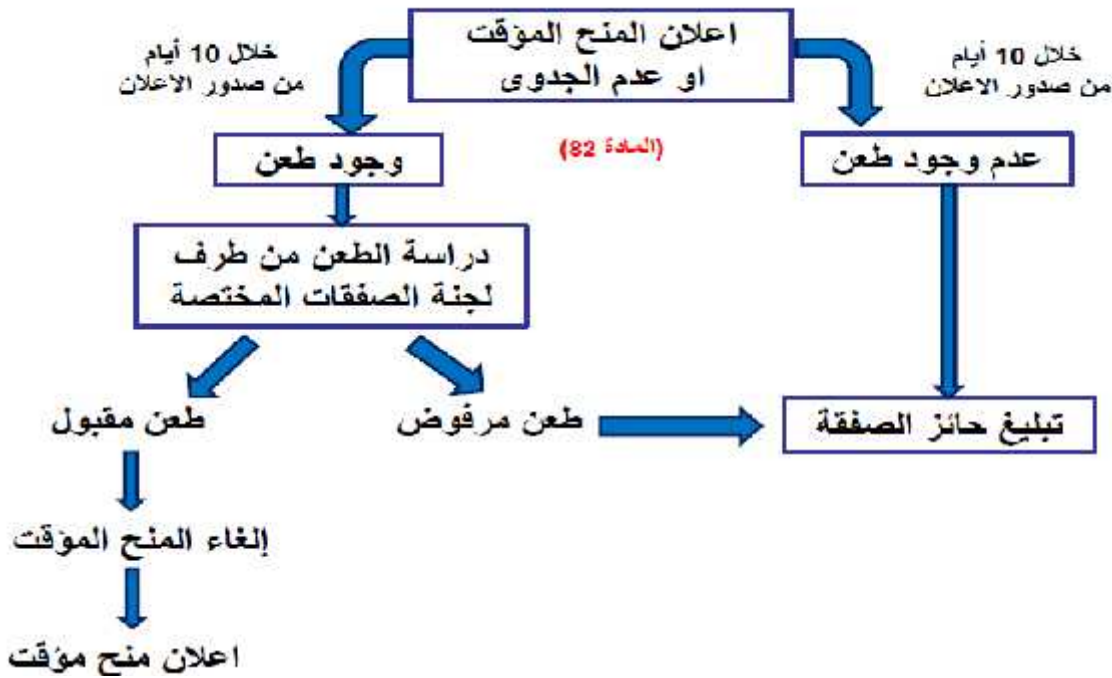 اعلان المنح المؤقت
او عدم الجدوى
خلال 10 أيام
من صدور الاعلان
خلال 10 أيام
من صدور الاعلان
(المادة 82)
عدم وجود طعن
وجود طعن
دراسة الطعن من طرف
لجنة الصفقات المختصة
تبليغ حائز الصفقة
طعن مرفوض
طعن مقبول
إلغاء المنح المؤقت
اعلان منح مؤقت